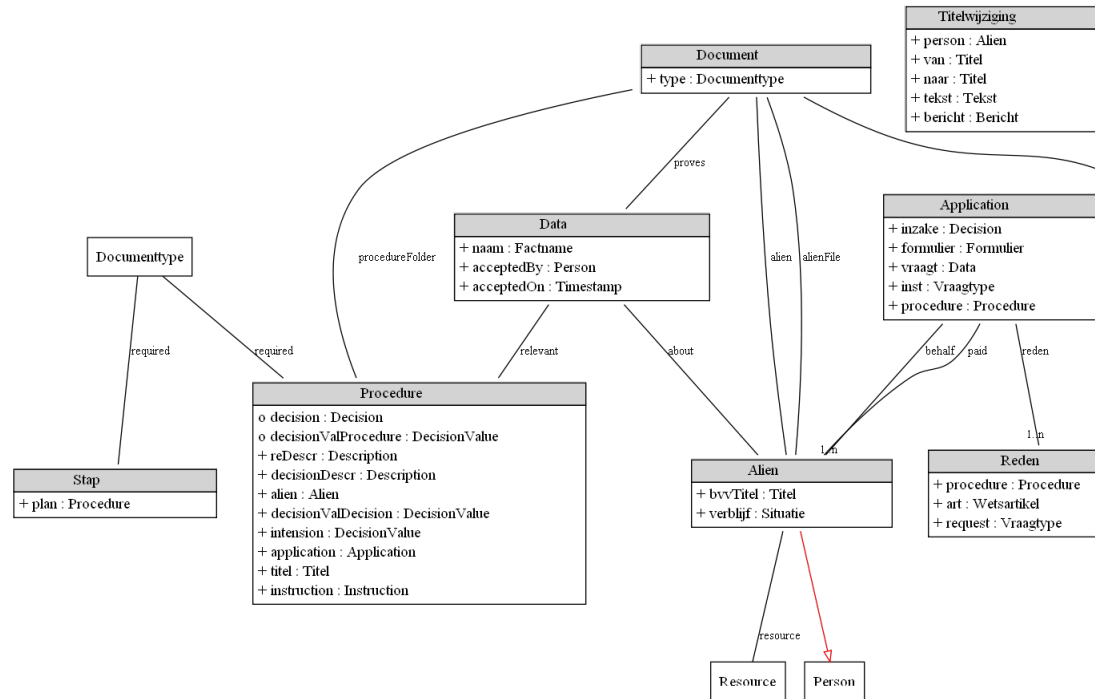 Titelwijziging
+ person : Alien
+ van : Titel
+ naar : Titel
+ tekst : Tekst
+ bericht : Bericht
Document
+ type : Documenttype
proves
Application
+ inzake : Decision
+ formulier : Formulier
+ vraagt : Data
+ inst : Vraagtype
+ procedure : Procedure
Data
+ naam : Factname
+ acceptedBy : Person
+ acceptedOn : Timestamp
Documenttype
procedureFolder
alien
alienFile
required
required
relevant
about
behalf
paid
reden
Procedure
o decision : Decision
o decisionValProcedure : DecisionValue
+ reDescr : Description
+ decisionDescr : Description
+ alien : Alien
+ decisionValDecision : DecisionValue
+ intension : DecisionValue
+ application : Application
+ titel : Titel
+ instruction : Instruction
1..n
1..n
Stap
+ plan : Procedure
Alien
+ bvvTitel : Titel
+ verblijf : Situatie
Reden
+ procedure : Procedure
+ art : Wetsartikel
+ request : Vraagtype
resource
Resource
Person